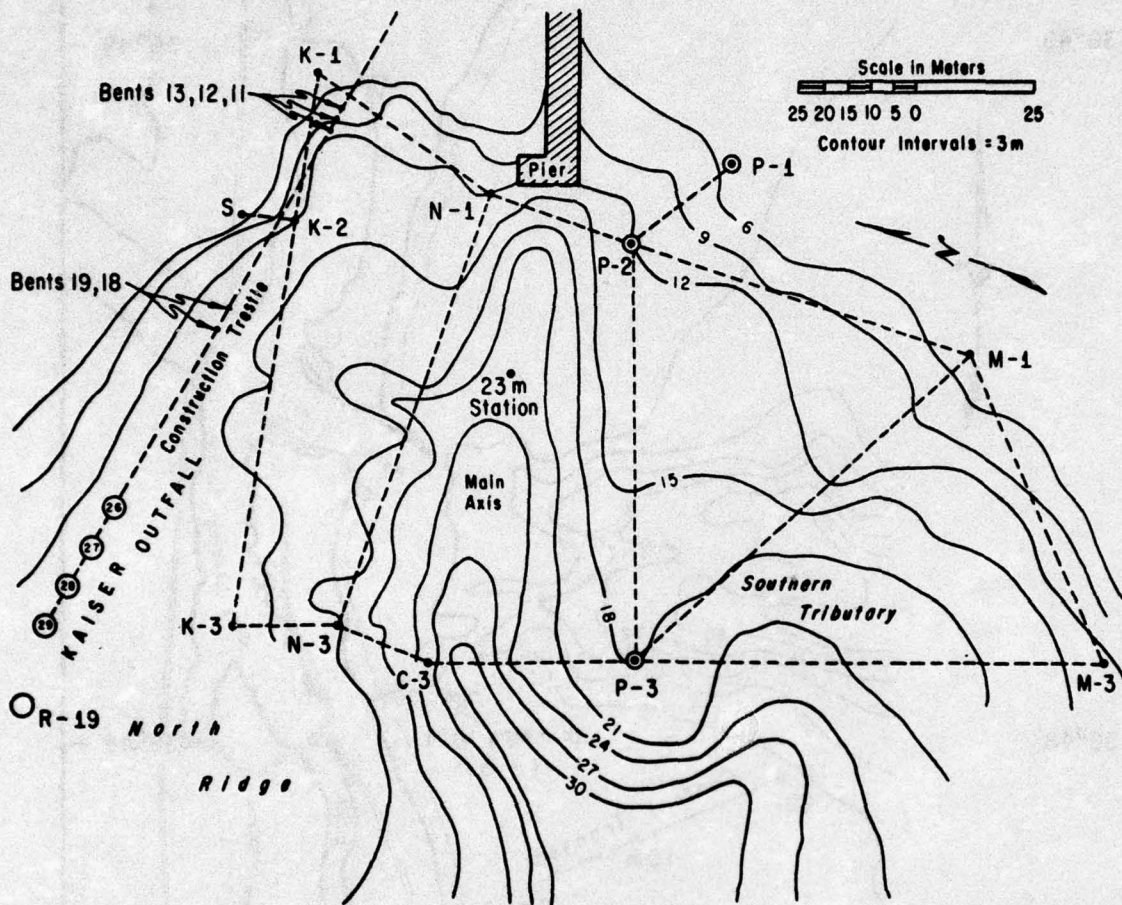 K-1
Bents 13, 12, 11
Scale in Meters
25 20 15 10 5 0 25
Contour Intervals = 3m
Pier
P-1
S
K-2
N-1
6
9
N
P-2
12
Bents 19, 18
M-1
Construction Trestle
23m
Station
KAISER OUTFALL
Main
Axis
15
26
27
28
29
18
Southern
Tributary
K-3
N-3
C-3
P-3
M-3
R-19
North
Ridge
21
24
27
30